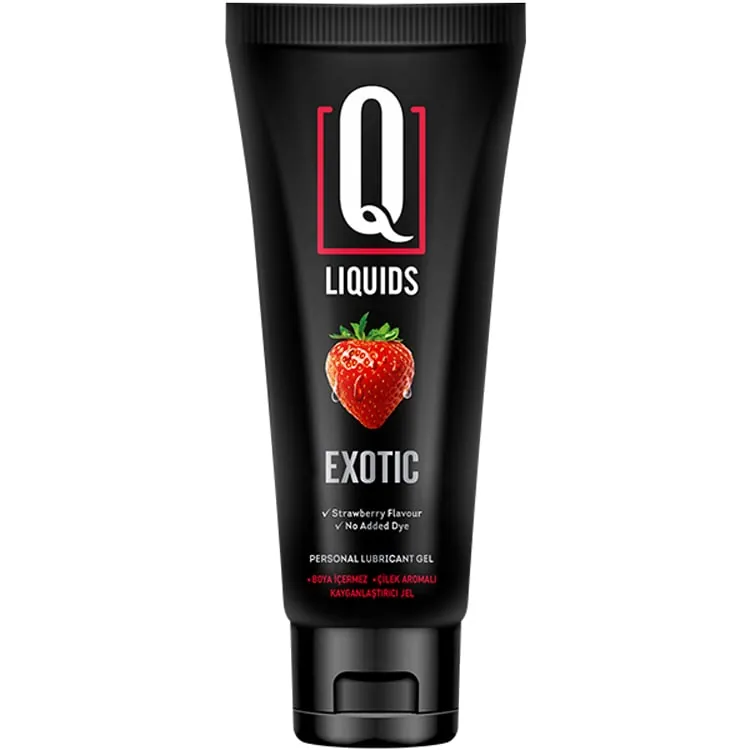 Q
LIQUIDS
EXOTIC
✓ Strawberry Flavour
✓ No Added Dye
PERSONAL LUBRICANT GEL
• BOYA İÇERMEZ • ÇİLEK AROMALI
KAYGANLAŞTIRICI JEL